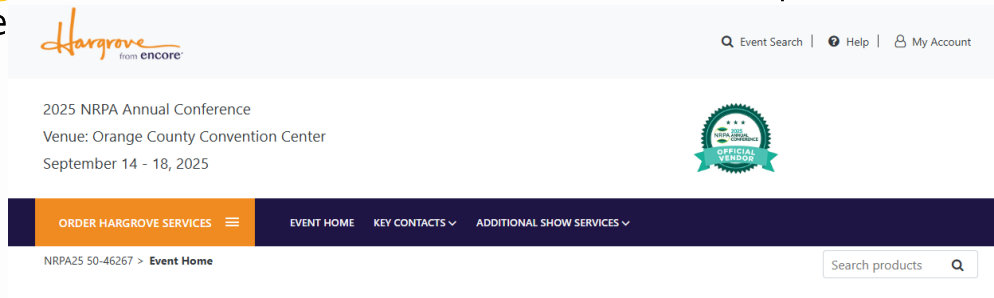 e
Hargrove
from encore
Event Search | Help | My Account
2025 NRPA Annual Conference
Venue: Orange County Convention Center
September 14 - 18, 2025
NRPA 2025 ANNUAL CONFERENCE
OFFICIAL VENDOR
ORDER HARGROVE SERVICES EVENT HOME KEY CONTACTS ADDITIONAL SHOW SERVICES
NRPA25 50-46267 > Event Home
Search products